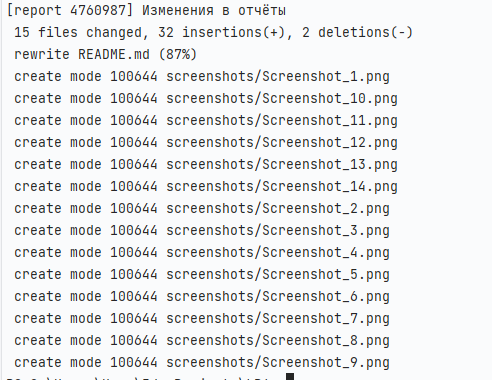 [report 4760987] Изменения в отчёты
15 files changed, 32 insertions(+), 2 deletions(-)
rewrite README.md (87%)
create mode 100644 screenshots/Screenshot_1.png
create mode 100644 screenshots/Screenshot_10.png
create mode 100644 screenshots/Screenshot_11.png
create mode 100644 screenshots/Screenshot_12.png
create mode 100644 screenshots/Screenshot_13.png
create mode 100644 screenshots/Screenshot_14.png
create mode 100644 screenshots/Screenshot_2.png
create mode 100644 screenshots/Screenshot_3.png
create mode 100644 screenshots/Screenshot_4.png
create mode 100644 screenshots/Screenshot_5.png
create mode 100644 screenshots/Screenshot_6.png
create mode 100644 screenshots/Screenshot_7.png
create mode 100644 screenshots/Screenshot_8.png
create mode 100644 screenshots/Screenshot_9.png